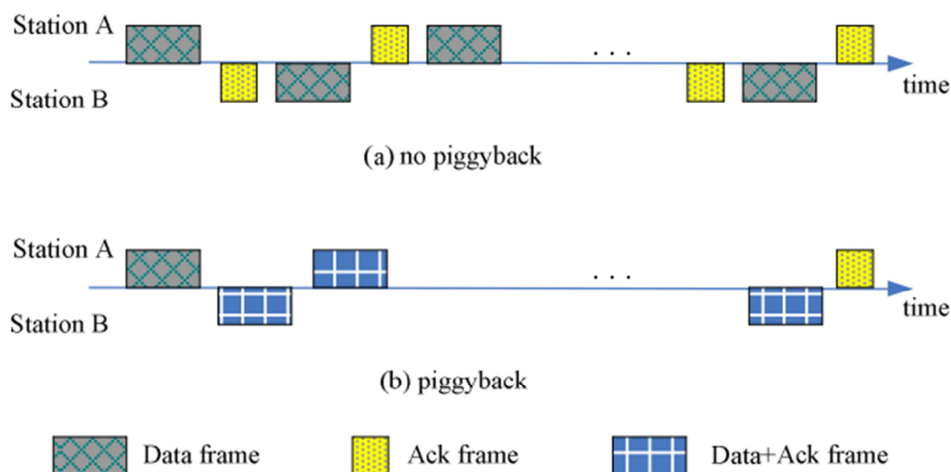 Station A
. . .
Station B
time
(a) no piggyback
Station A
. . .
Station B
time
(b) piggyback
Data frame
Ack frame
Data+Ack frame